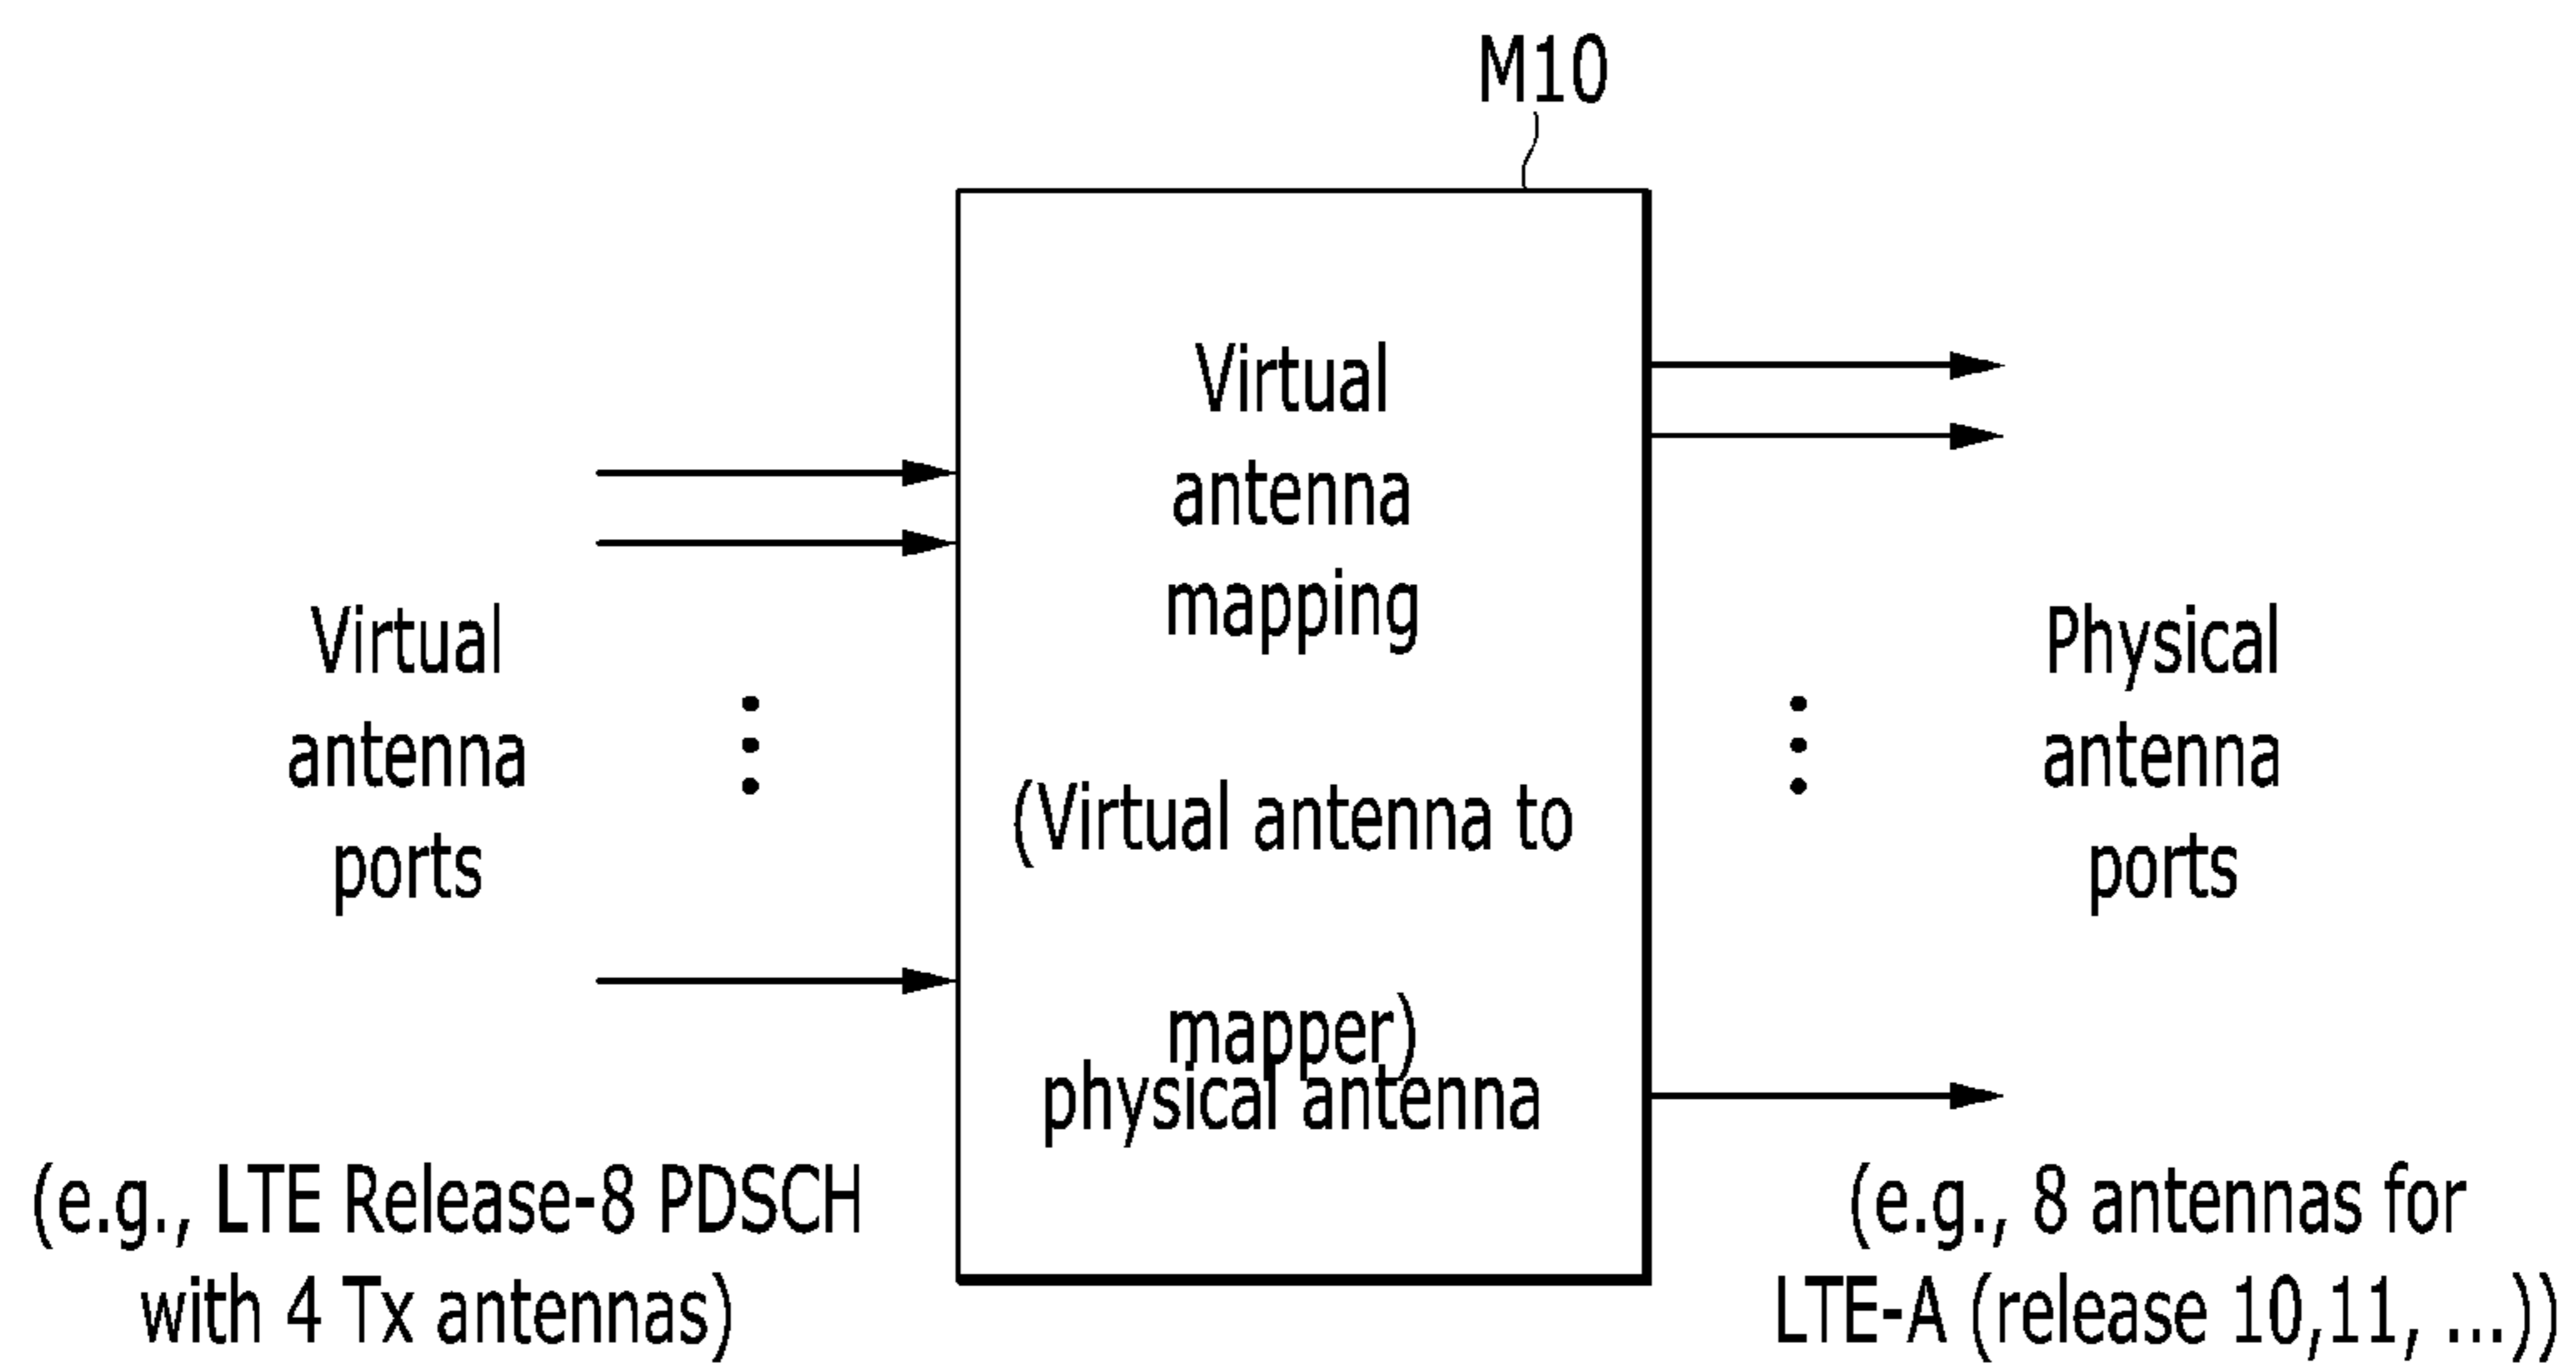 M10
Virtual
antenna
ports
(e.g., LTE Release-8 PDSCH
with 4 Tx antennas)
Virtual
antenna
mapping
(Virtual antenna to
mapper)
physical antenna
Physical
antenna
ports
(e.g., 8 antennas for
LTE-A (release 10,11, ...))